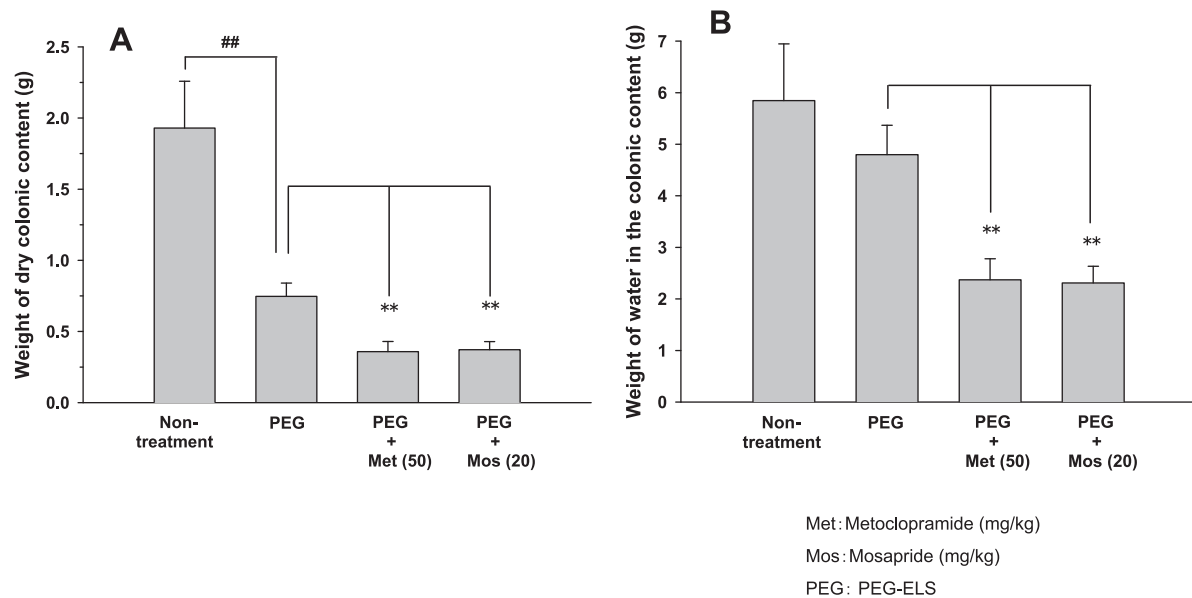 A
##
Weight of dry colonic content (g)
2.5
2.0
1.5
1.0
0.5
0.0
**
**
Non-
treatment
PEG
PEG
+
Met (50)
PEG
+
Mos (20)
B
Weight of water in the colonic content (g)
7
6
5
4
3
2
1
0
**
**
Non-
treatment
PEG
PEG
+
Met (50)
PEG
+
Mos (20)
Met: Metoclopramide (mg/kg)
Mos: Mosapride (mg/kg)
PEG: PEG-ELS